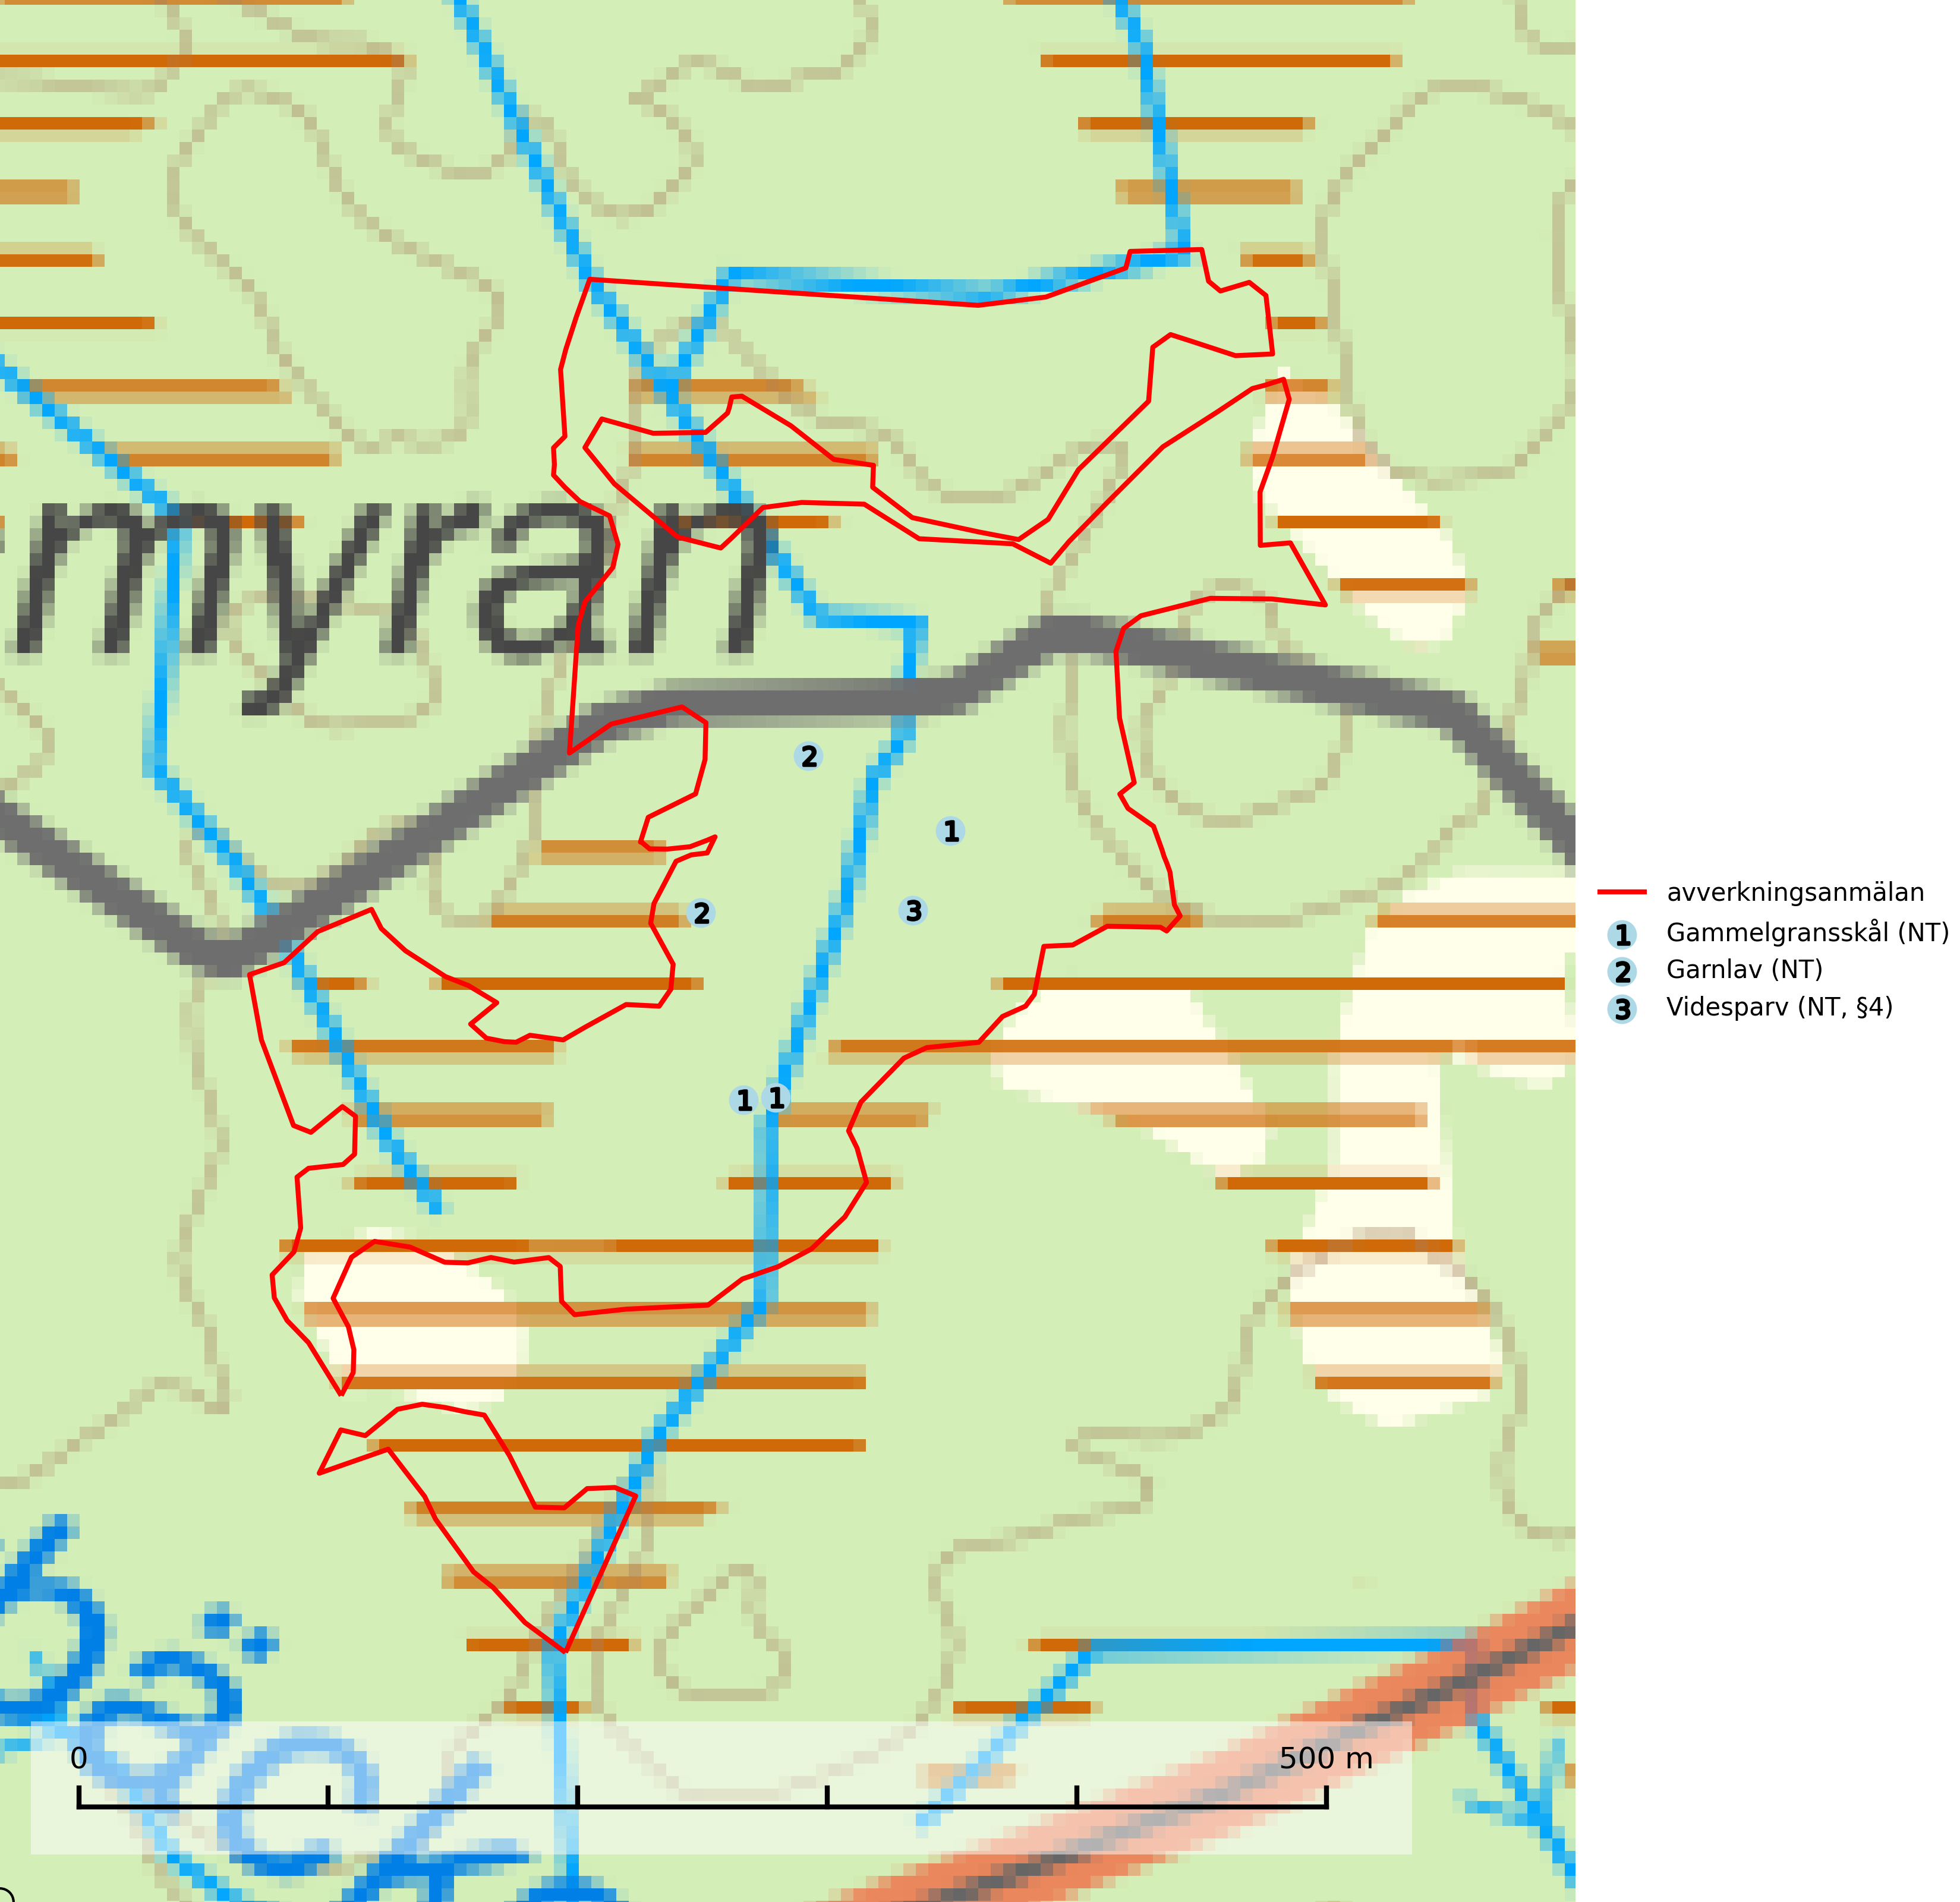 myran
2
1
2
3
1
1
avverkningsanmälan
1 Gammelgransskål (NT)
2 Garnlav (NT)
3 Videsparv (NT, §4)
0
500 m